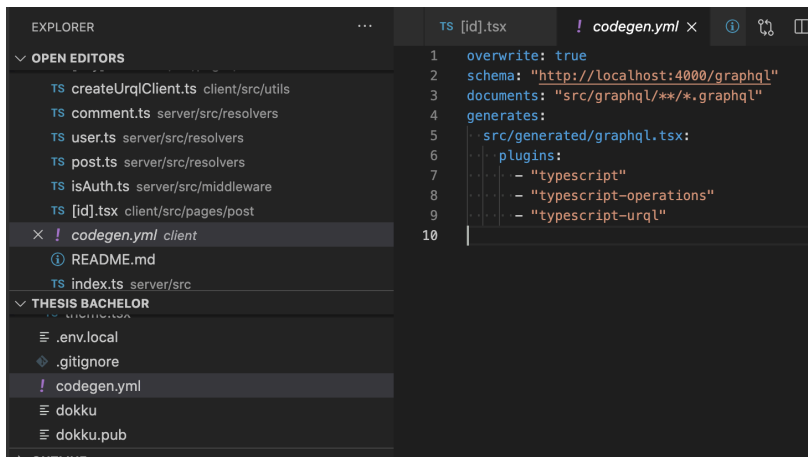 EXPLORER
...
OPEN EDITORS
TS createUrqlClient.ts client/src/utils
TS comment.ts server/src/resolvers
TS user.ts server/src/resolvers
TS post.ts server/src/resolvers
TS isAuth.ts server/src/middleware
TS [id].tsx client/src/pages/post
! codegen.yml client
README.md
TS index.ts server/src
THESIS BACHELOR
theme.tsx
.env.local
.gitignore
! codegen.yml
dokku
dokku.pub
TS [id].tsx
! codegen.yml
1 overwrite: true
2 schema: "http://localhost:4000/graphql"
3 documents: "src/graphql/**/*.graphql"
4 generates:
5   src/generated/graphql.tsx:
6     plugins:
7       - "typescript"
8       - "typescript-operations"
9       - "typescript-urql"
10